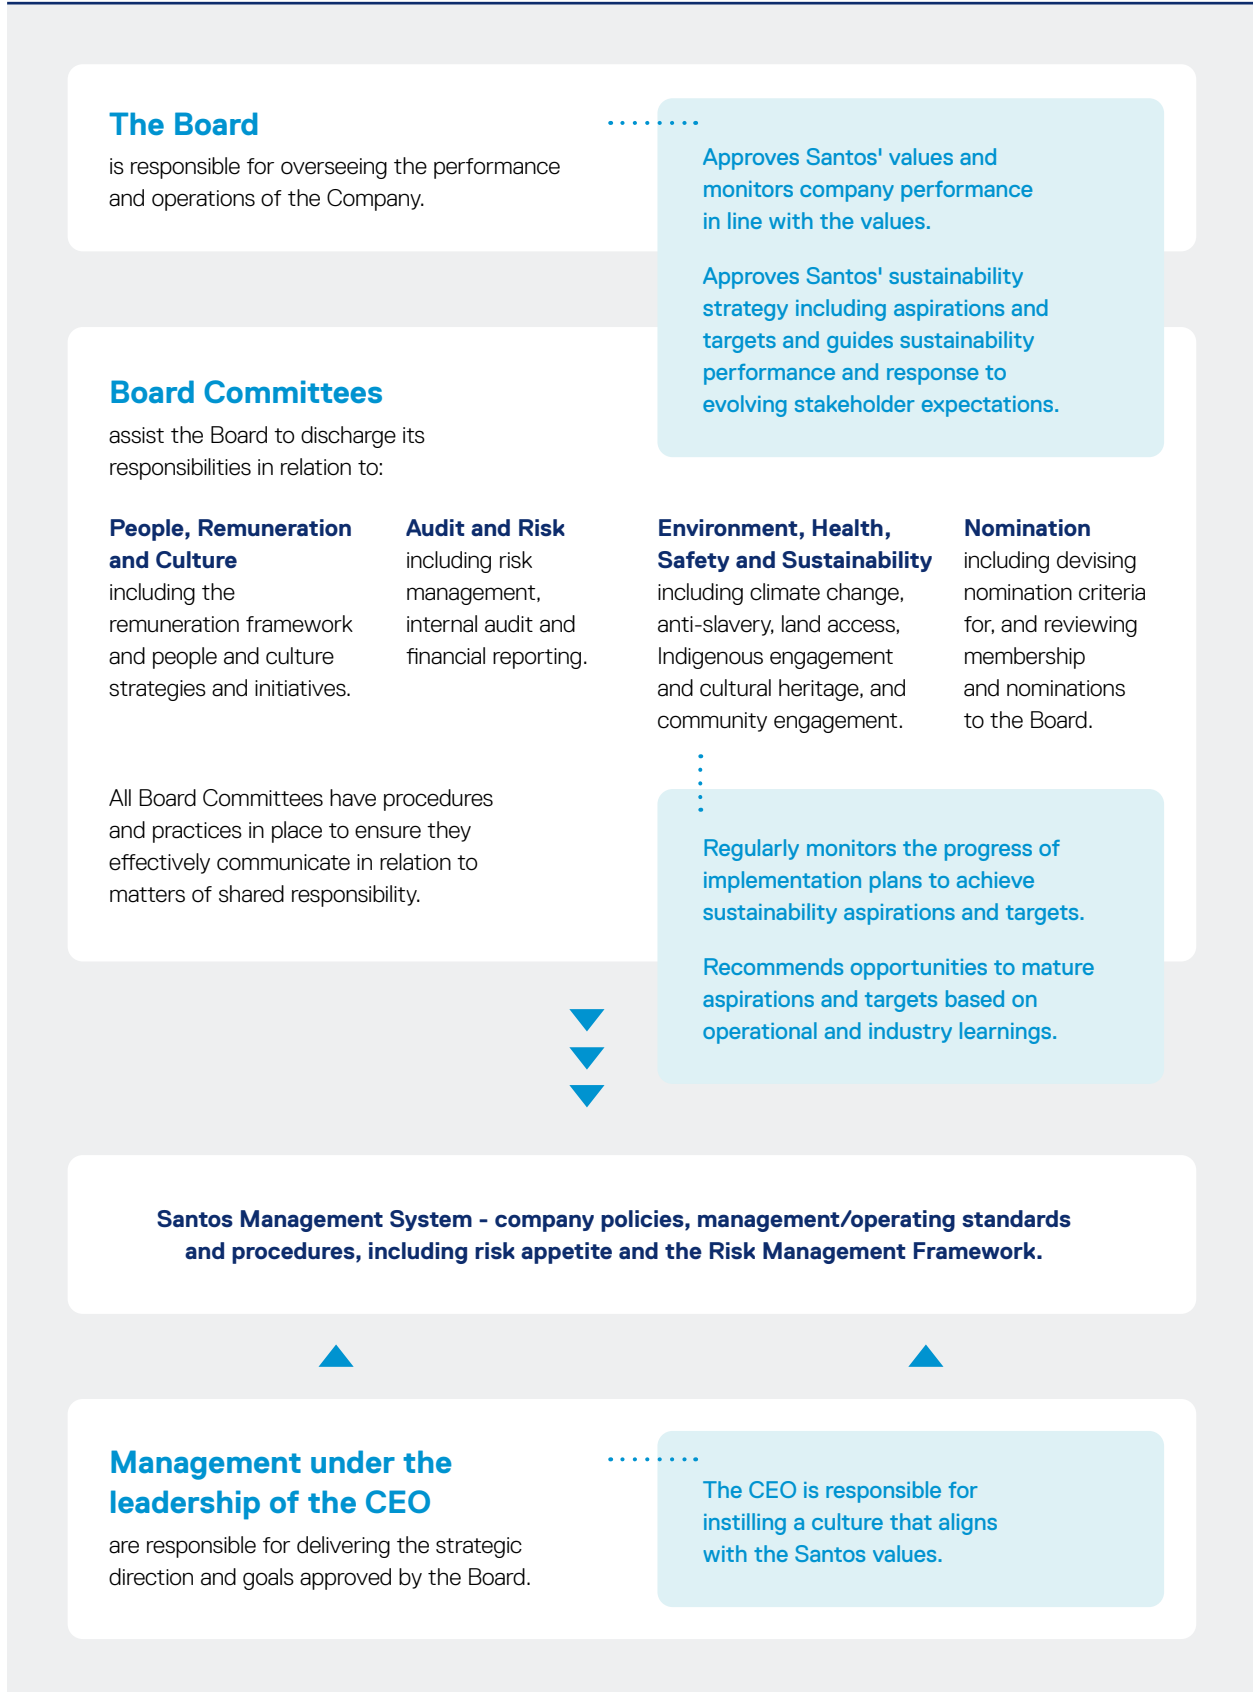 The Board
is responsible for overseeing the performance
and operations of the Company.
Approves Santos' values and
monitors company performance
in line with the values.
Approves Santos' sustainability
strategy including aspirations and
targets and guides sustainability
performance and response to
evolving stakeholder expectations.
Board Committees
assist the Board to discharge its
responsibilities in relation to:
People, Remuneration
and Culture
including the
remuneration framework
and people and culture
strategies and initiatives.
Audit and Risk
including risk
management,
internal audit and
financial reporting.
Environment, Health,
Safety and Sustainability
including climate change,
anti-slavery, land access,
Indigenous engagement
and cultural heritage, and
community engagement.
Nomination
including devising
nomination criteria
for, and reviewing
membership
and nominations
to the Board.
All Board Committees have procedures
and practices in place to ensure they
effectively communicate in relation to
matters of shared responsibility.
Regularly monitors the progress of
implementation plans to achieve
sustainability aspirations and targets.
Recommends opportunities to mature
aspirations and targets based on
operational and industry learnings.
Santos Management System - company policies, management/operating standards
and procedures, including risk appetite and the Risk Management Framework.
Management under the
leadership of the CEO
are responsible for delivering the strategic
direction and goals approved by the Board.
The CEO is responsible for
instilling a culture that aligns
with the Santos values.